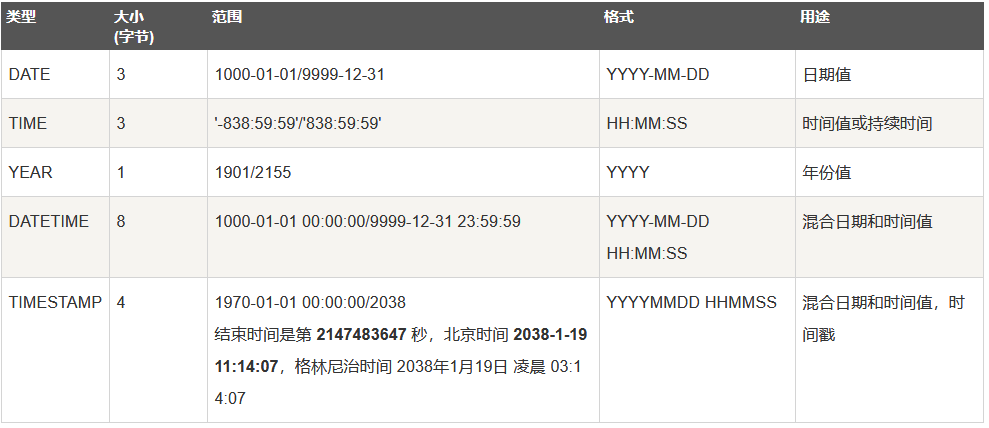 类型 大小 范围 格式 用途
(字节)
DATE 3 1000-01-01/9999-12-31 YYYY-MM-DD 日期值
TIME 3 '-838:59:59'/'838:59:59' HH:MM:SS 时间值或持续时间
YEAR 1 1901/2155 YYYY 年份值
DATETIME 8 1000-01-01 00:00:00/9999-12-31 23:59:59 YYYY-MM-DD 混合日期和时间值
HH:MM:SS
TIMESTAMP 4 1970-01-01 00:00:00/2038 YYYYMMDD HHMMSS 混合日期和时间值，时
结束时间是第 2147483647 秒，北京时间 2038-1-19 间戳
11:14:07，格林尼治时间 2038年1月19日 凌晨 03:1
4:07